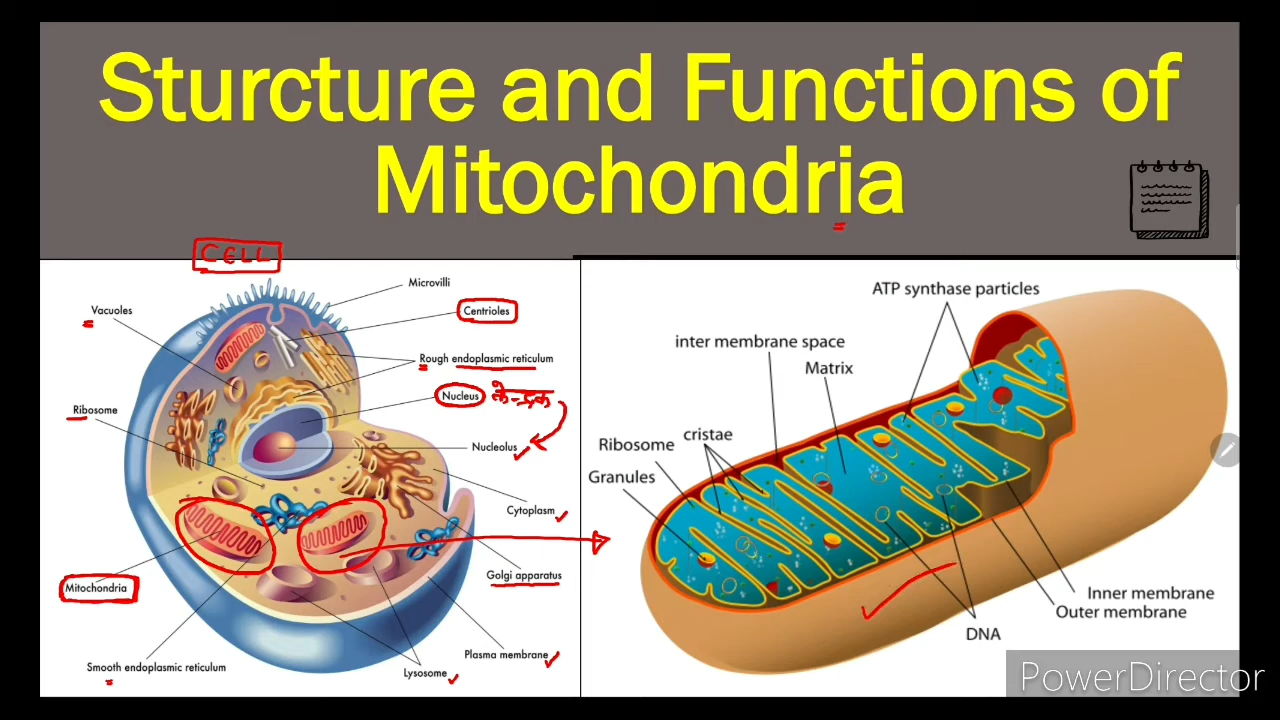 Sturcture and Functions of
Mitochondria
CELL
Microvilli
Vacuoles
Centrioles
Rough endoplasmic reticulum
Nucleus
Ribosome
Nucleolus
Cytoplasm
Golgi apparatus
Mitochondria
Plasma membrane
Smooth endoplasmic reticulum
Lysosome
ATP synthase particles
inter membrane space
Matrix
cristae
Ribosome
Granules
Inner membrane
Outer membrane
DNA
PowerDirector